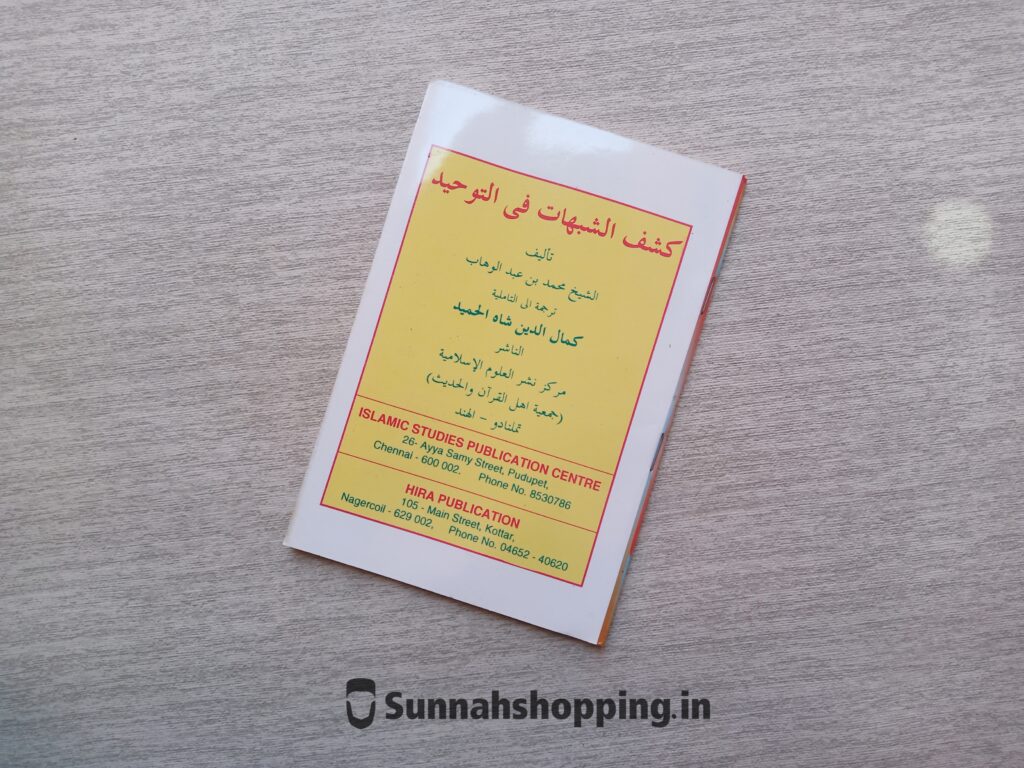 كشف الشبهات في التوحيد
تأليف
الشيخ محمد بن عبد الوهاب
ترجمة الى التاملية
كمال الدين شاه الحميد
الناشر
مركز نشر العلوم الإسلامية
(جمعية اهل القرآن والحديث)
تملنادو - الهند
ISLAMIC STUDIES PUBLICATION CENTRE
26- Ayya Samy Street, Pudupet,
Chennai - 600 002. Phone No. 8530786
HIRA PUBLICATION
105 - Main Street, Kottar,
Nagercoil - 629 002, Phone No. 04652 - 40620
Sunnahshopping.in